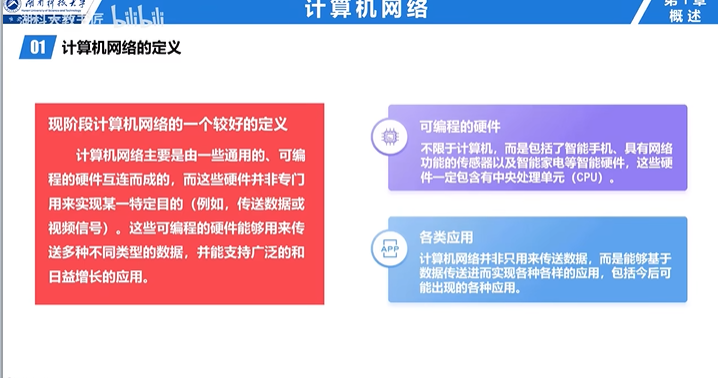 湖南科技大学
Hunan University of Science and Technology
湖科大教书匠
bilibili
计算机网络
概述
01 计算机网络的定义
现阶段计算机网络的一个较好的定义
计算机网络主要是由一些通用的、可编
程的硬件互连而成的，而这些硬件并非专门
用来实现某一特定目的（例如，传送数据或
视频信号）。这些可编程的硬件能够用来传
送多种不同类型的数据，并能支持广泛的和
日益增长的应用。
可编程的硬件
不限于计算机，而是包括了智能手机、具有网络
功能的传感器以及智能家电等智能硬件，这些硬
件一定包含有中央处理单元（CPU）。
APP
各类应用
计算机网络并非只用来传送数据，而是能够基于
数据传送进而实现各种各样的应用，包括今后可
能出现的各种应用。